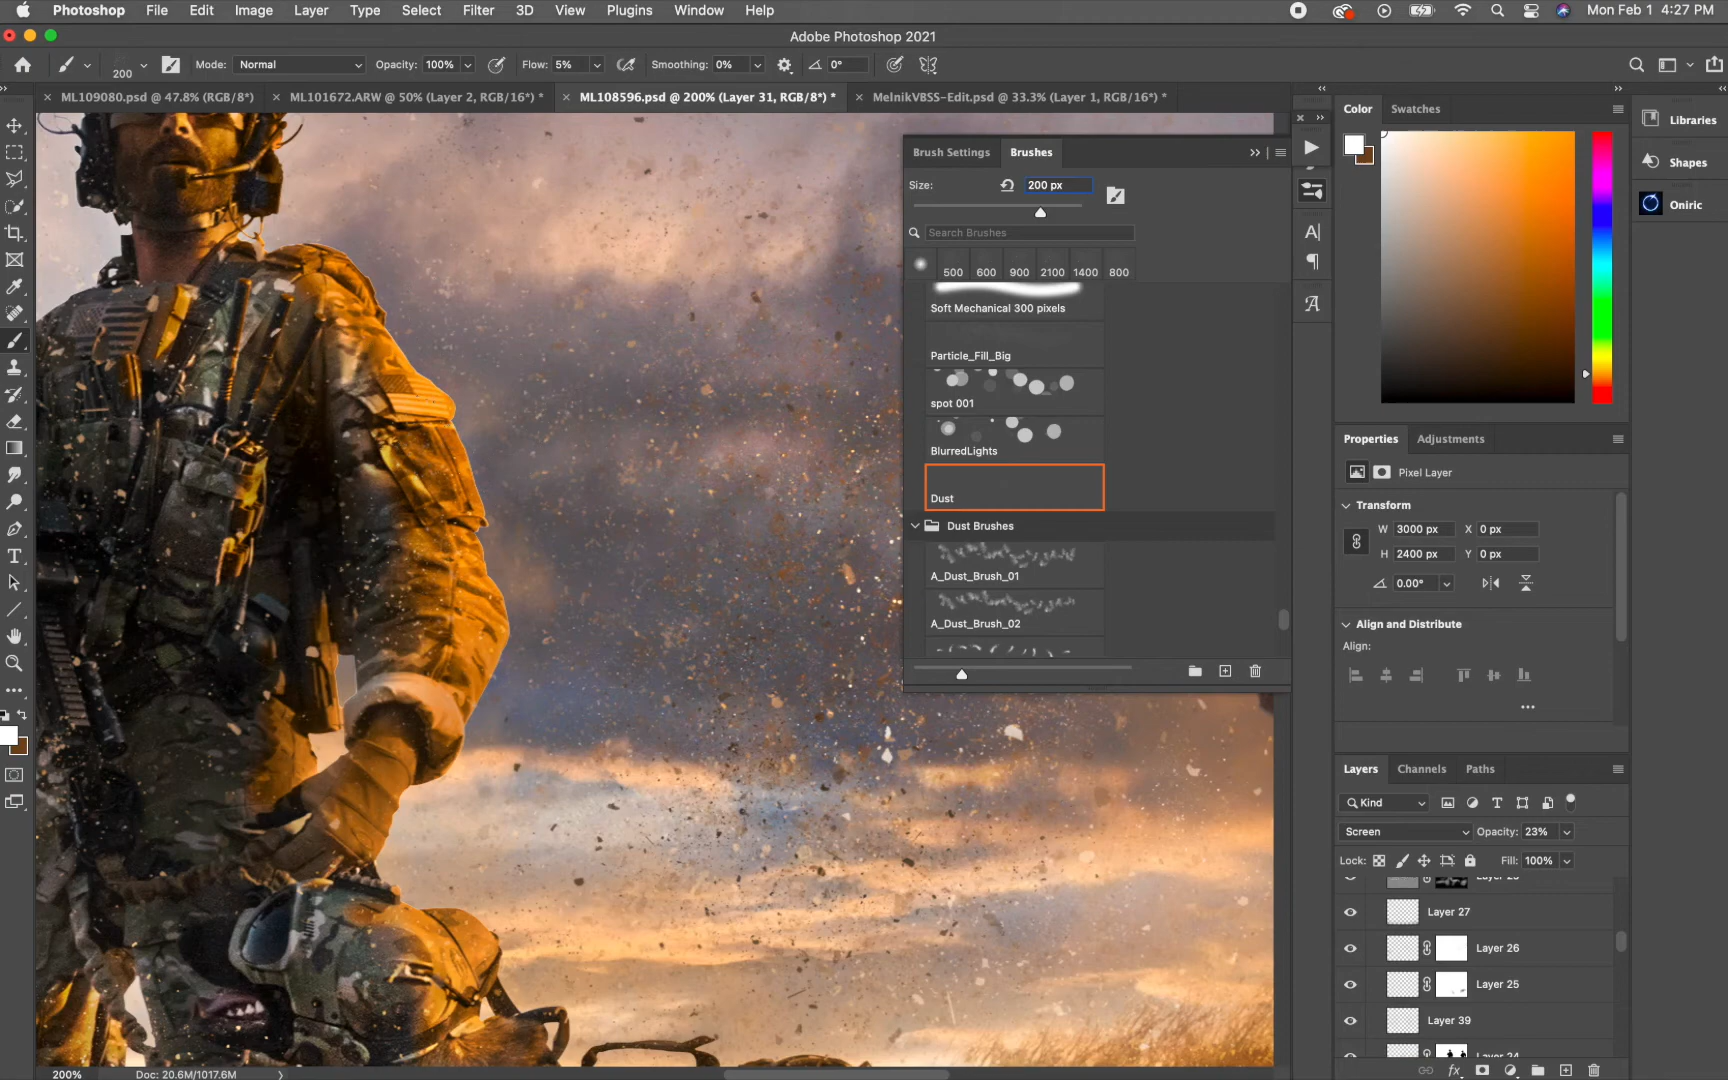 Photoshop File Edit Image Layer Type Select Filter 3D View Plugins Window Help Mon Feb 1 4:27 PM
Adobe Photoshop 2021
200 Mode: Normal Opacity: 100% Flow: 5% Smoothing: 0% 0°
ML109080.psd @ 47.8% (RGB/8*) ML101672.ARW @ 50% (Layer 2, RGB/16*) * ML108596.psd @ 200% (Layer 31, RGB/8*) * MelnikVBSS-Edit.psd @ 33.3% (Layer 1, RGB/16*) *
Brush Settings Brushes
Size: 200 px
Search Brushes
500 600 900 2100 1400 800
Soft Mechanical 300 pixels
Particle_Fill_Big
spot 001
BlurredLights
Dust
Dust Brushes
A_Dust_Brush_01
A_Dust_Brush_02
Color Swatches
Libraries
Shapes
Oniric
Properties Adjustments
Pixel Layer
Transform
W 3000 px X 0 px
H 2400 px Y 0 px
0.00°
Align and Distribute
Align:
Layers Channels Paths
Kind
Screen Opacity: 23%
Lock: Fill: 100%
Layer 27
Layer 26
Layer 25
Layer 39
Layer 24
200% Doc: 20.6M/1017.6M